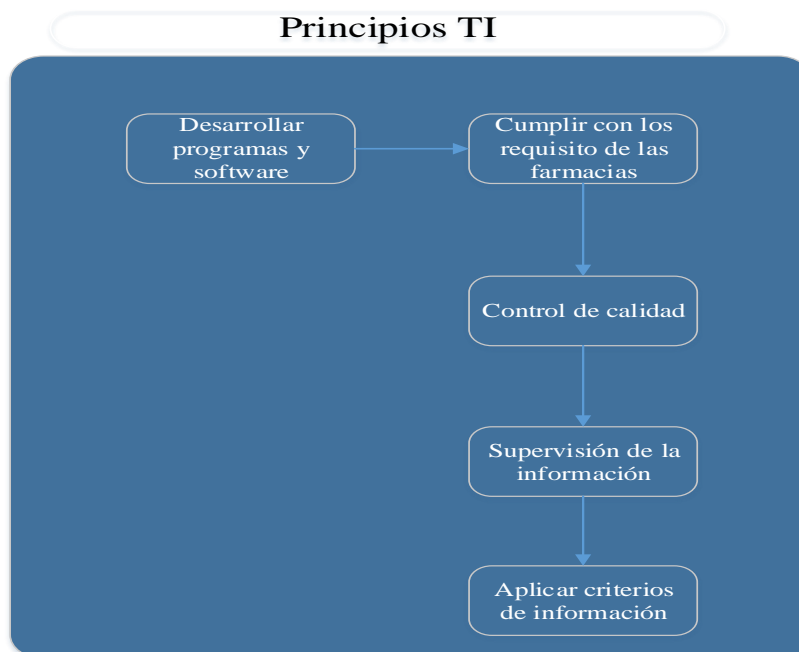 Principios TI
Desarrollar
programas y
software
Cumplir con los
requisito de las
farmacias
Control de calidad
Supervisión de la
información
Aplicar criterios
de información